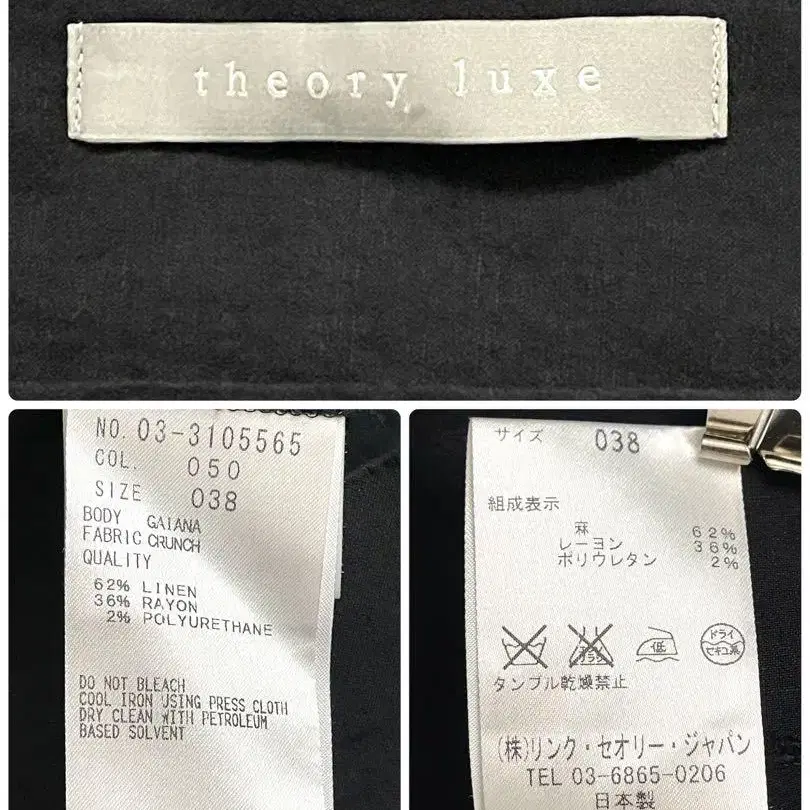 theory luxe
NO. 03-3105565
COL. 050
SIZE 038
BODY GAIANA
FABRIC CRUNCH
QUALITY
62% LINEN
36% RAYON
2% POLYURETHANE
DO NOT BLEACH
COOL IRON USING PRESS CLOTH
DRY CLEAN WITH PETROLEUM
BASED SOLVENT
サイズ 038
組成表示
麻 62%
レーヨン 36%
ポリウレタン 2%
低 ドライ
セキユ系
タンブル乾燥禁止
(株)リンク・セオリー・ジャパン
TEL 03-6865-0206
日本製